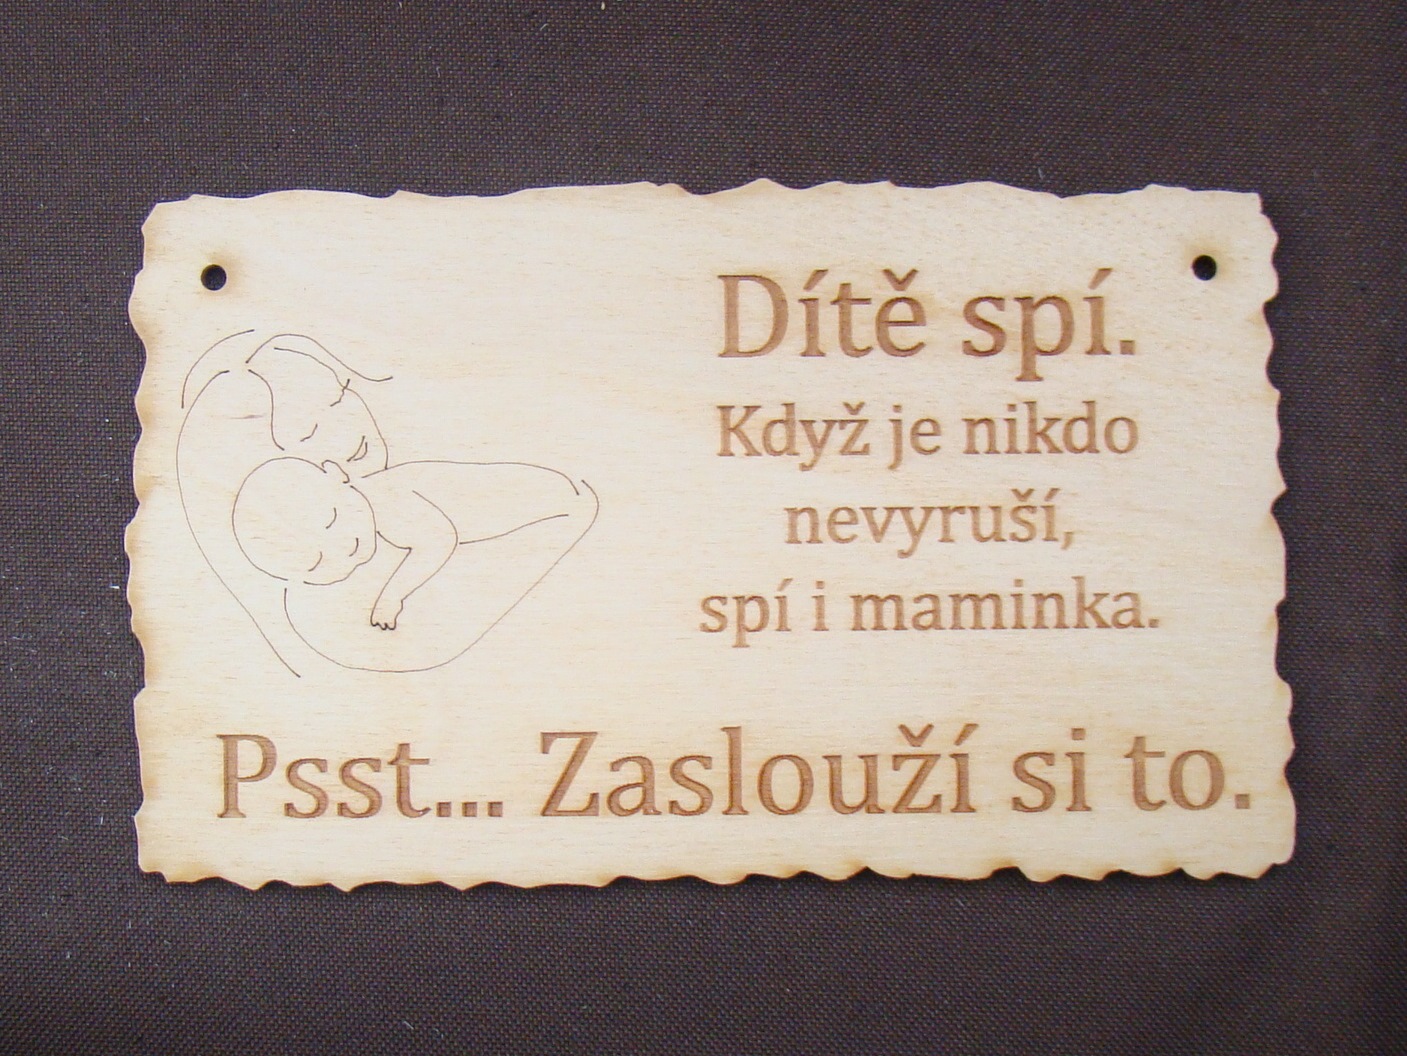 Dítě spí.
Když je nikdo
nevyruší,
spí i maminka.
Psst... Zaslouží si to.